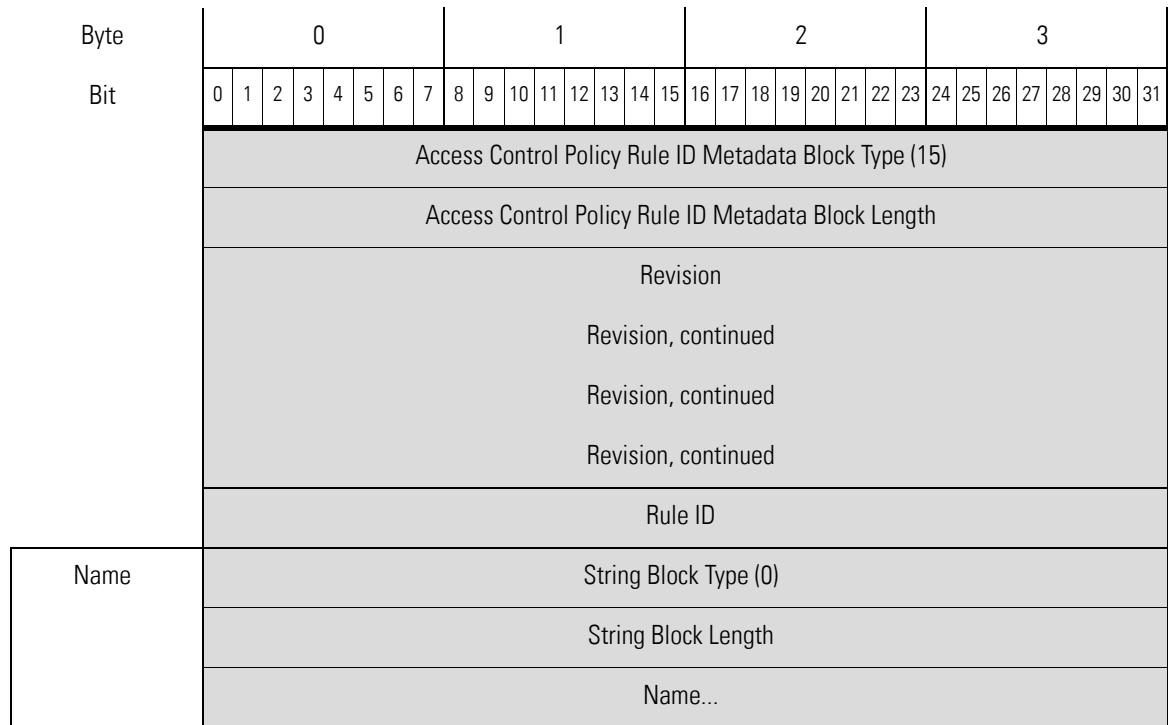 Byte 0 1 2 3
Bit 0 1 2 3 4 5 6 7 8 9 10 11 12 13 14 15 16 17 18 19 20 21 22 23 24 25 26 27 28 29 30 31
Access Control Policy Rule ID Metadata Block Type (15)
Access Control Policy Rule ID Metadata Block Length
Revision
Revision, continued
Revision, continued
Revision, continued
Rule ID
Name String Block Type (0)
String Block Length
Name...